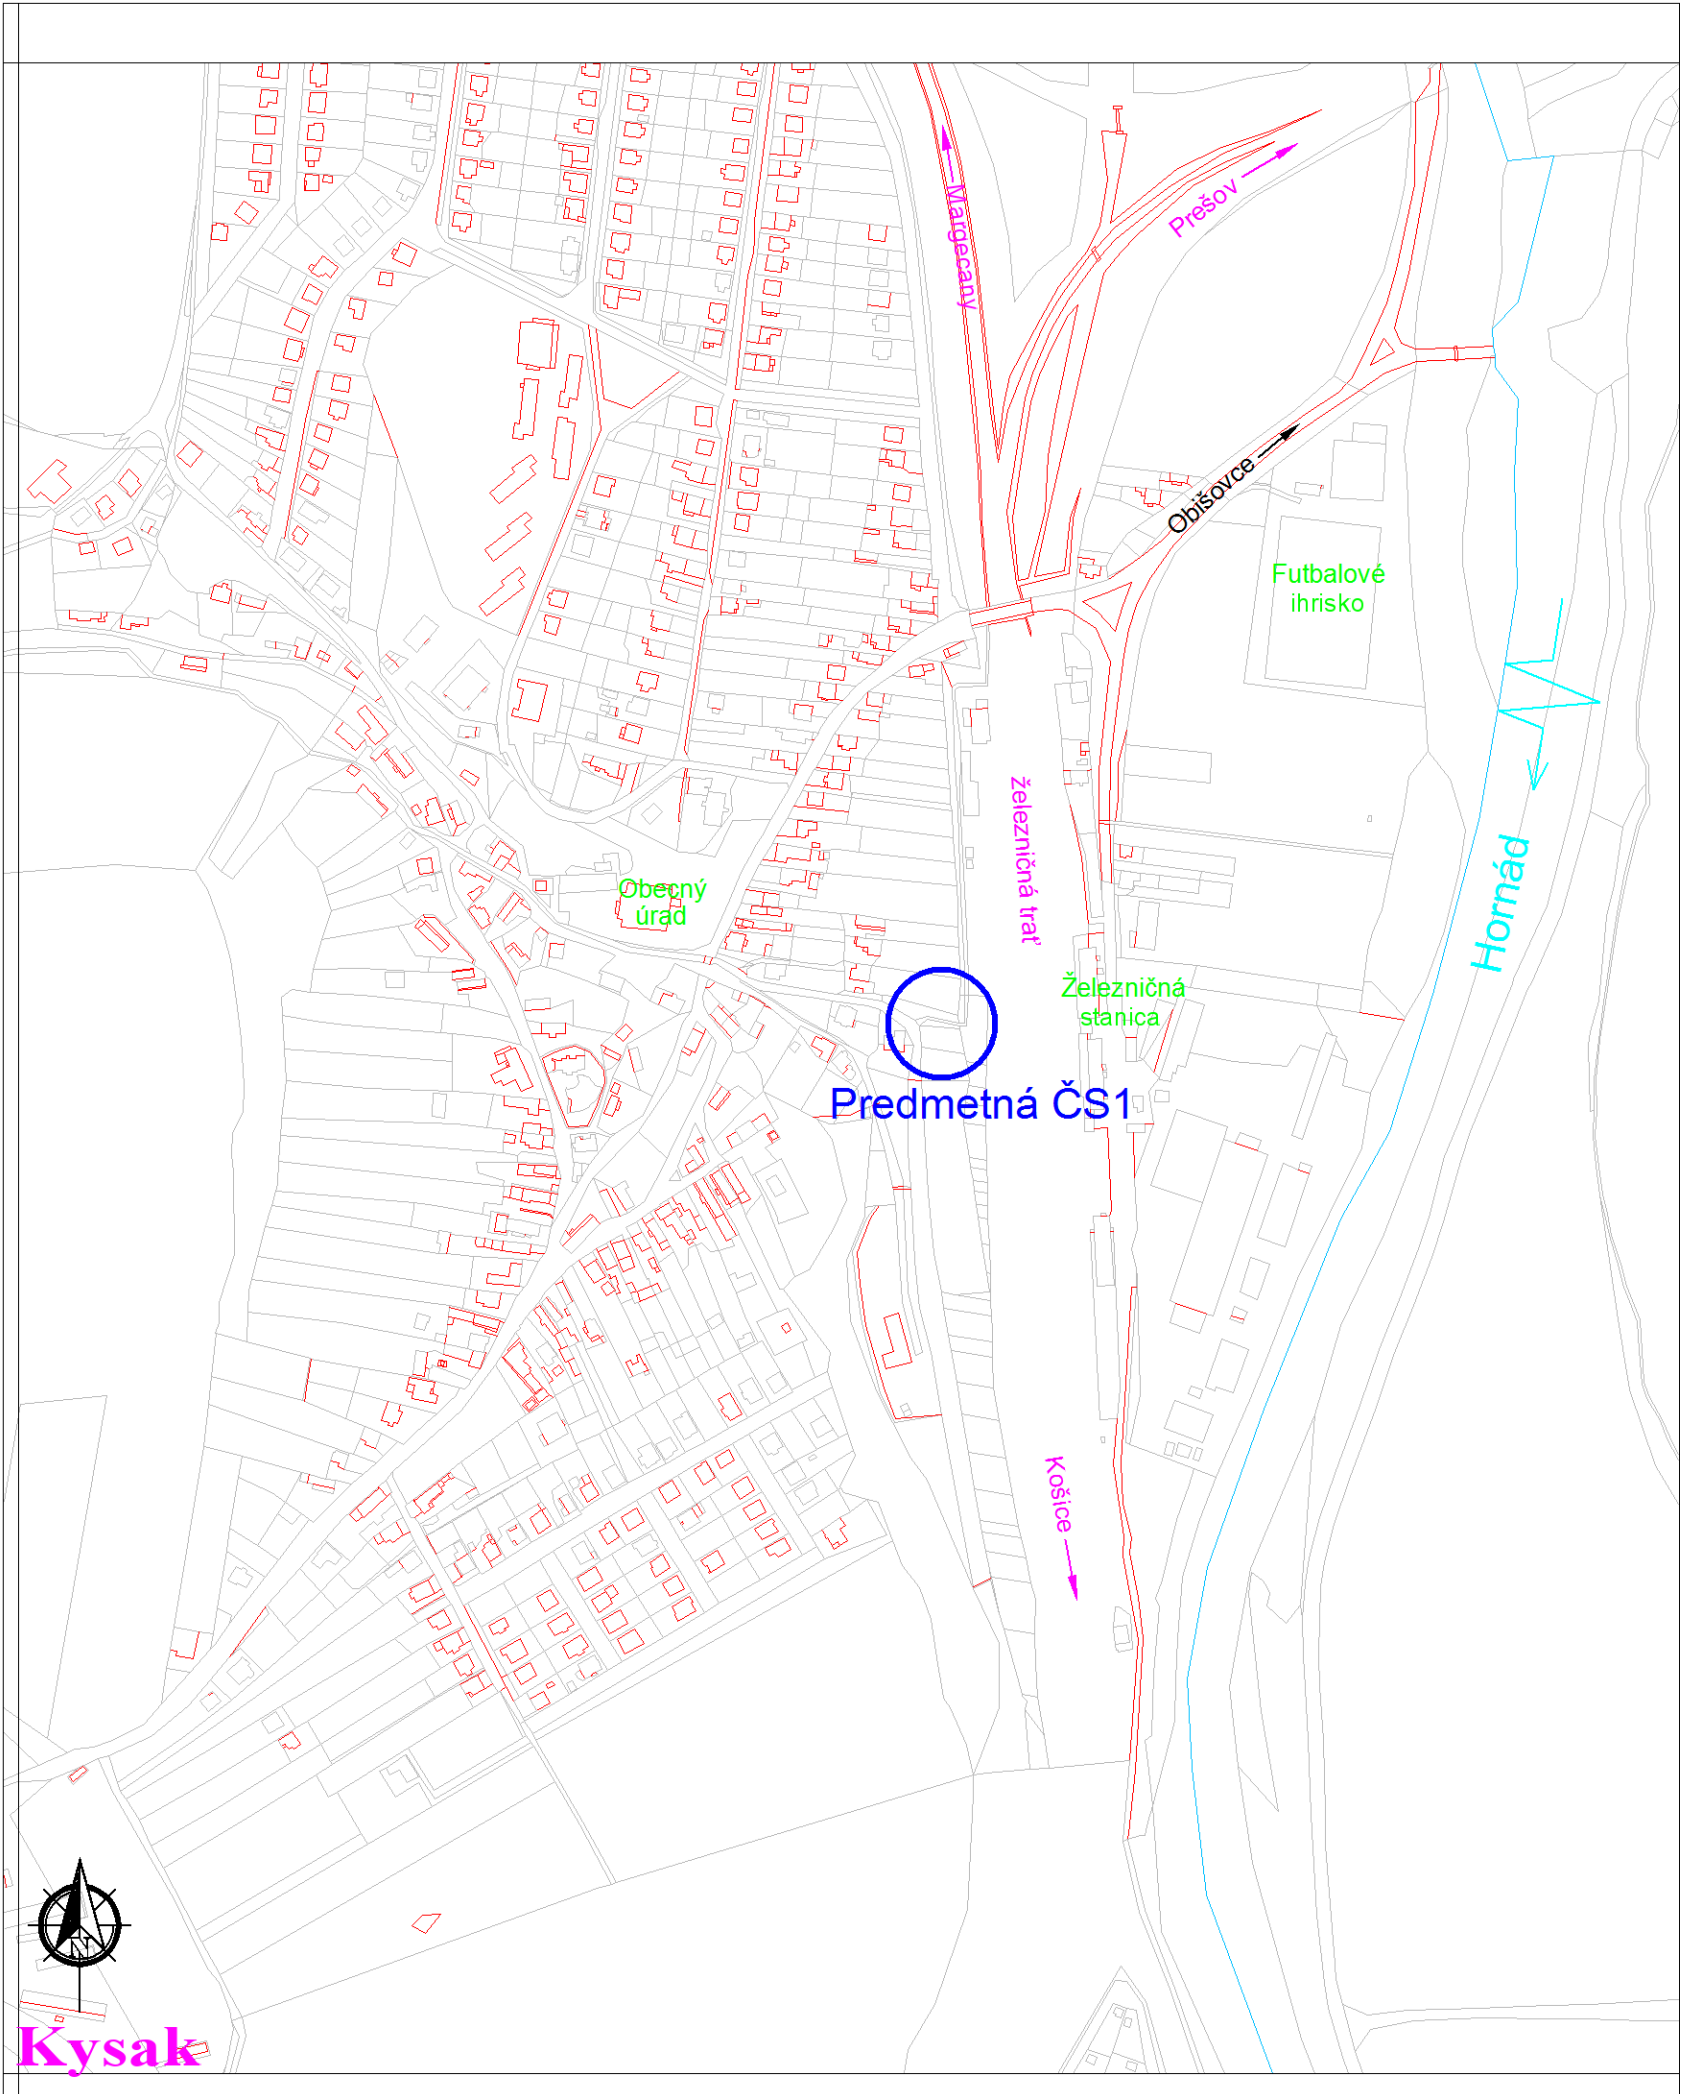 Margecany
Prešov
Obišovce
Futbalové
ihrisko
železničná trať
Hornád
Obecný
úrad
Železničná
stanica
Predmetná ČS1
Košice
N
Kysak